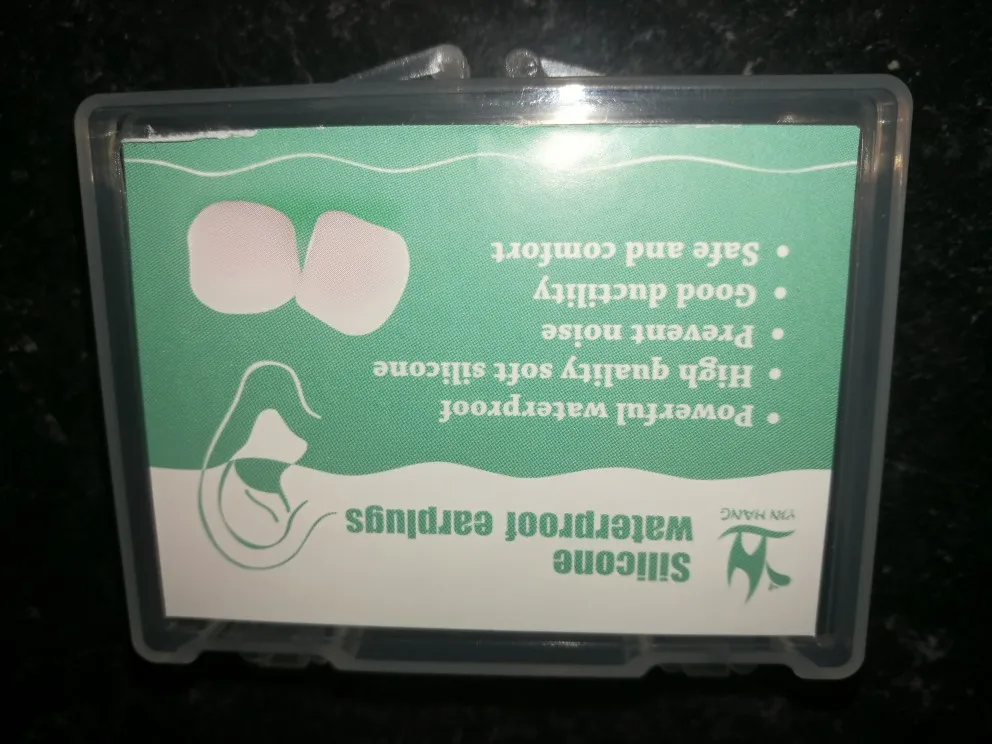 YIN HANG
Silicone
waterproof earplugs
• Powerful waterproof
• High quality soft silicone
• Prevent noise
• Good ductility
• Safe and comfort